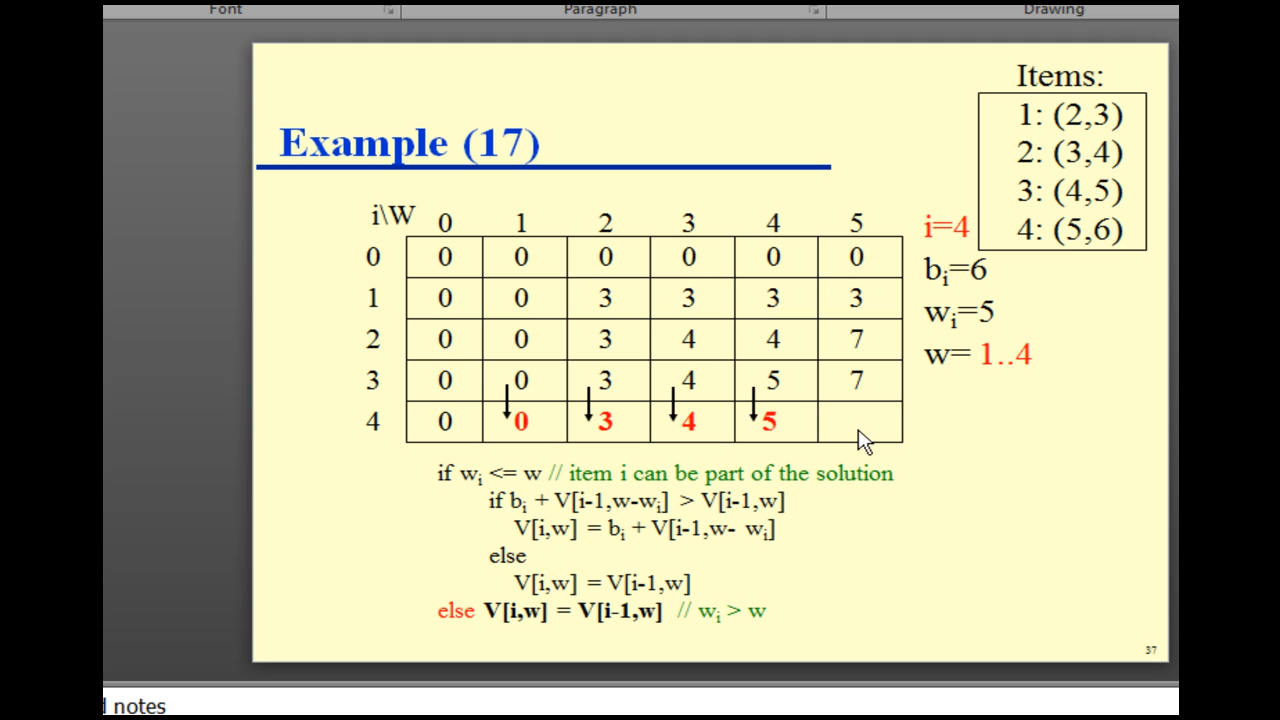 Font Paragraph Drawing
Items:
1: (2,3)
2: (3,4)
3: (4,5)
4: (5,6)
Example (17)
i\W 0 1 2 3 4 5
0 0 0 0 0 0 0
1 0 0 3 3 3 3
2 0 0 3 4 4 7
3 0 0 3 4 5 7
4 0 0 3 4 5
i=4
bi=6
wi=5
w= 1..4
if wi <= w // item i can be part of the solution
if bi + V[i-1,w-wi] > V[i-1,w]
V[i,w] = bi + V[i-1,w- wi]
else
V[i,w] = V[i-1,w]
else V[i,w] = V[i-1,w] // wi > w
37
notes